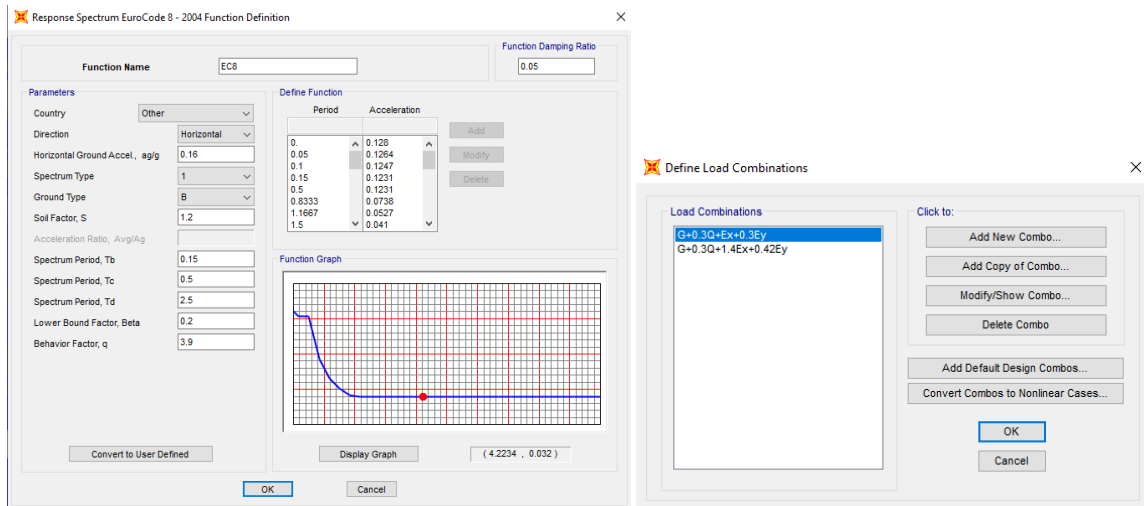 Response Spectrum EuroCode 8 - 2004 Function Definition
Function Name EC8
Function Damping Ratio
0.05
Parameters
Country Other
Direction Horizontal
Horizontal Ground Accel., ag/g 0.16
Spectrum Type 1
Ground Type B
Soil Factor, S 1.2
Acceleration Ratio, Avg/Ag
Spectrum Period, Tb 0.15
Spectrum Period, Tc 0.5
Spectrum Period, Td 2.5
Lower Bound Factor, Beta 0.2
Behavior Factor, q 3.9
Convert to User Defined
Define Function
Period Acceleration
0. 0.128
0.05 0.1264
0.1 0.1247
0.15 0.1231
0.5 0.1231
0.8333 0.0738
1.1667 0.0527
1.5 0.041
Add
Modify
Delete
Function Graph
Display Graph
( 4.2234 , 0.032 )
OK
Cancel
Define Load Combinations
Load Combinations
G+0.3Q+Ex+0.3Ey
G+0.3Q+1.4Ex+0.42Ey
Click to:
Add New Combo...
Add Copy of Combo...
Modify/Show Combo...
Delete Combo
Add Default Design Combos...
Convert Combos to Nonlinear Cases...
OK
Cancel